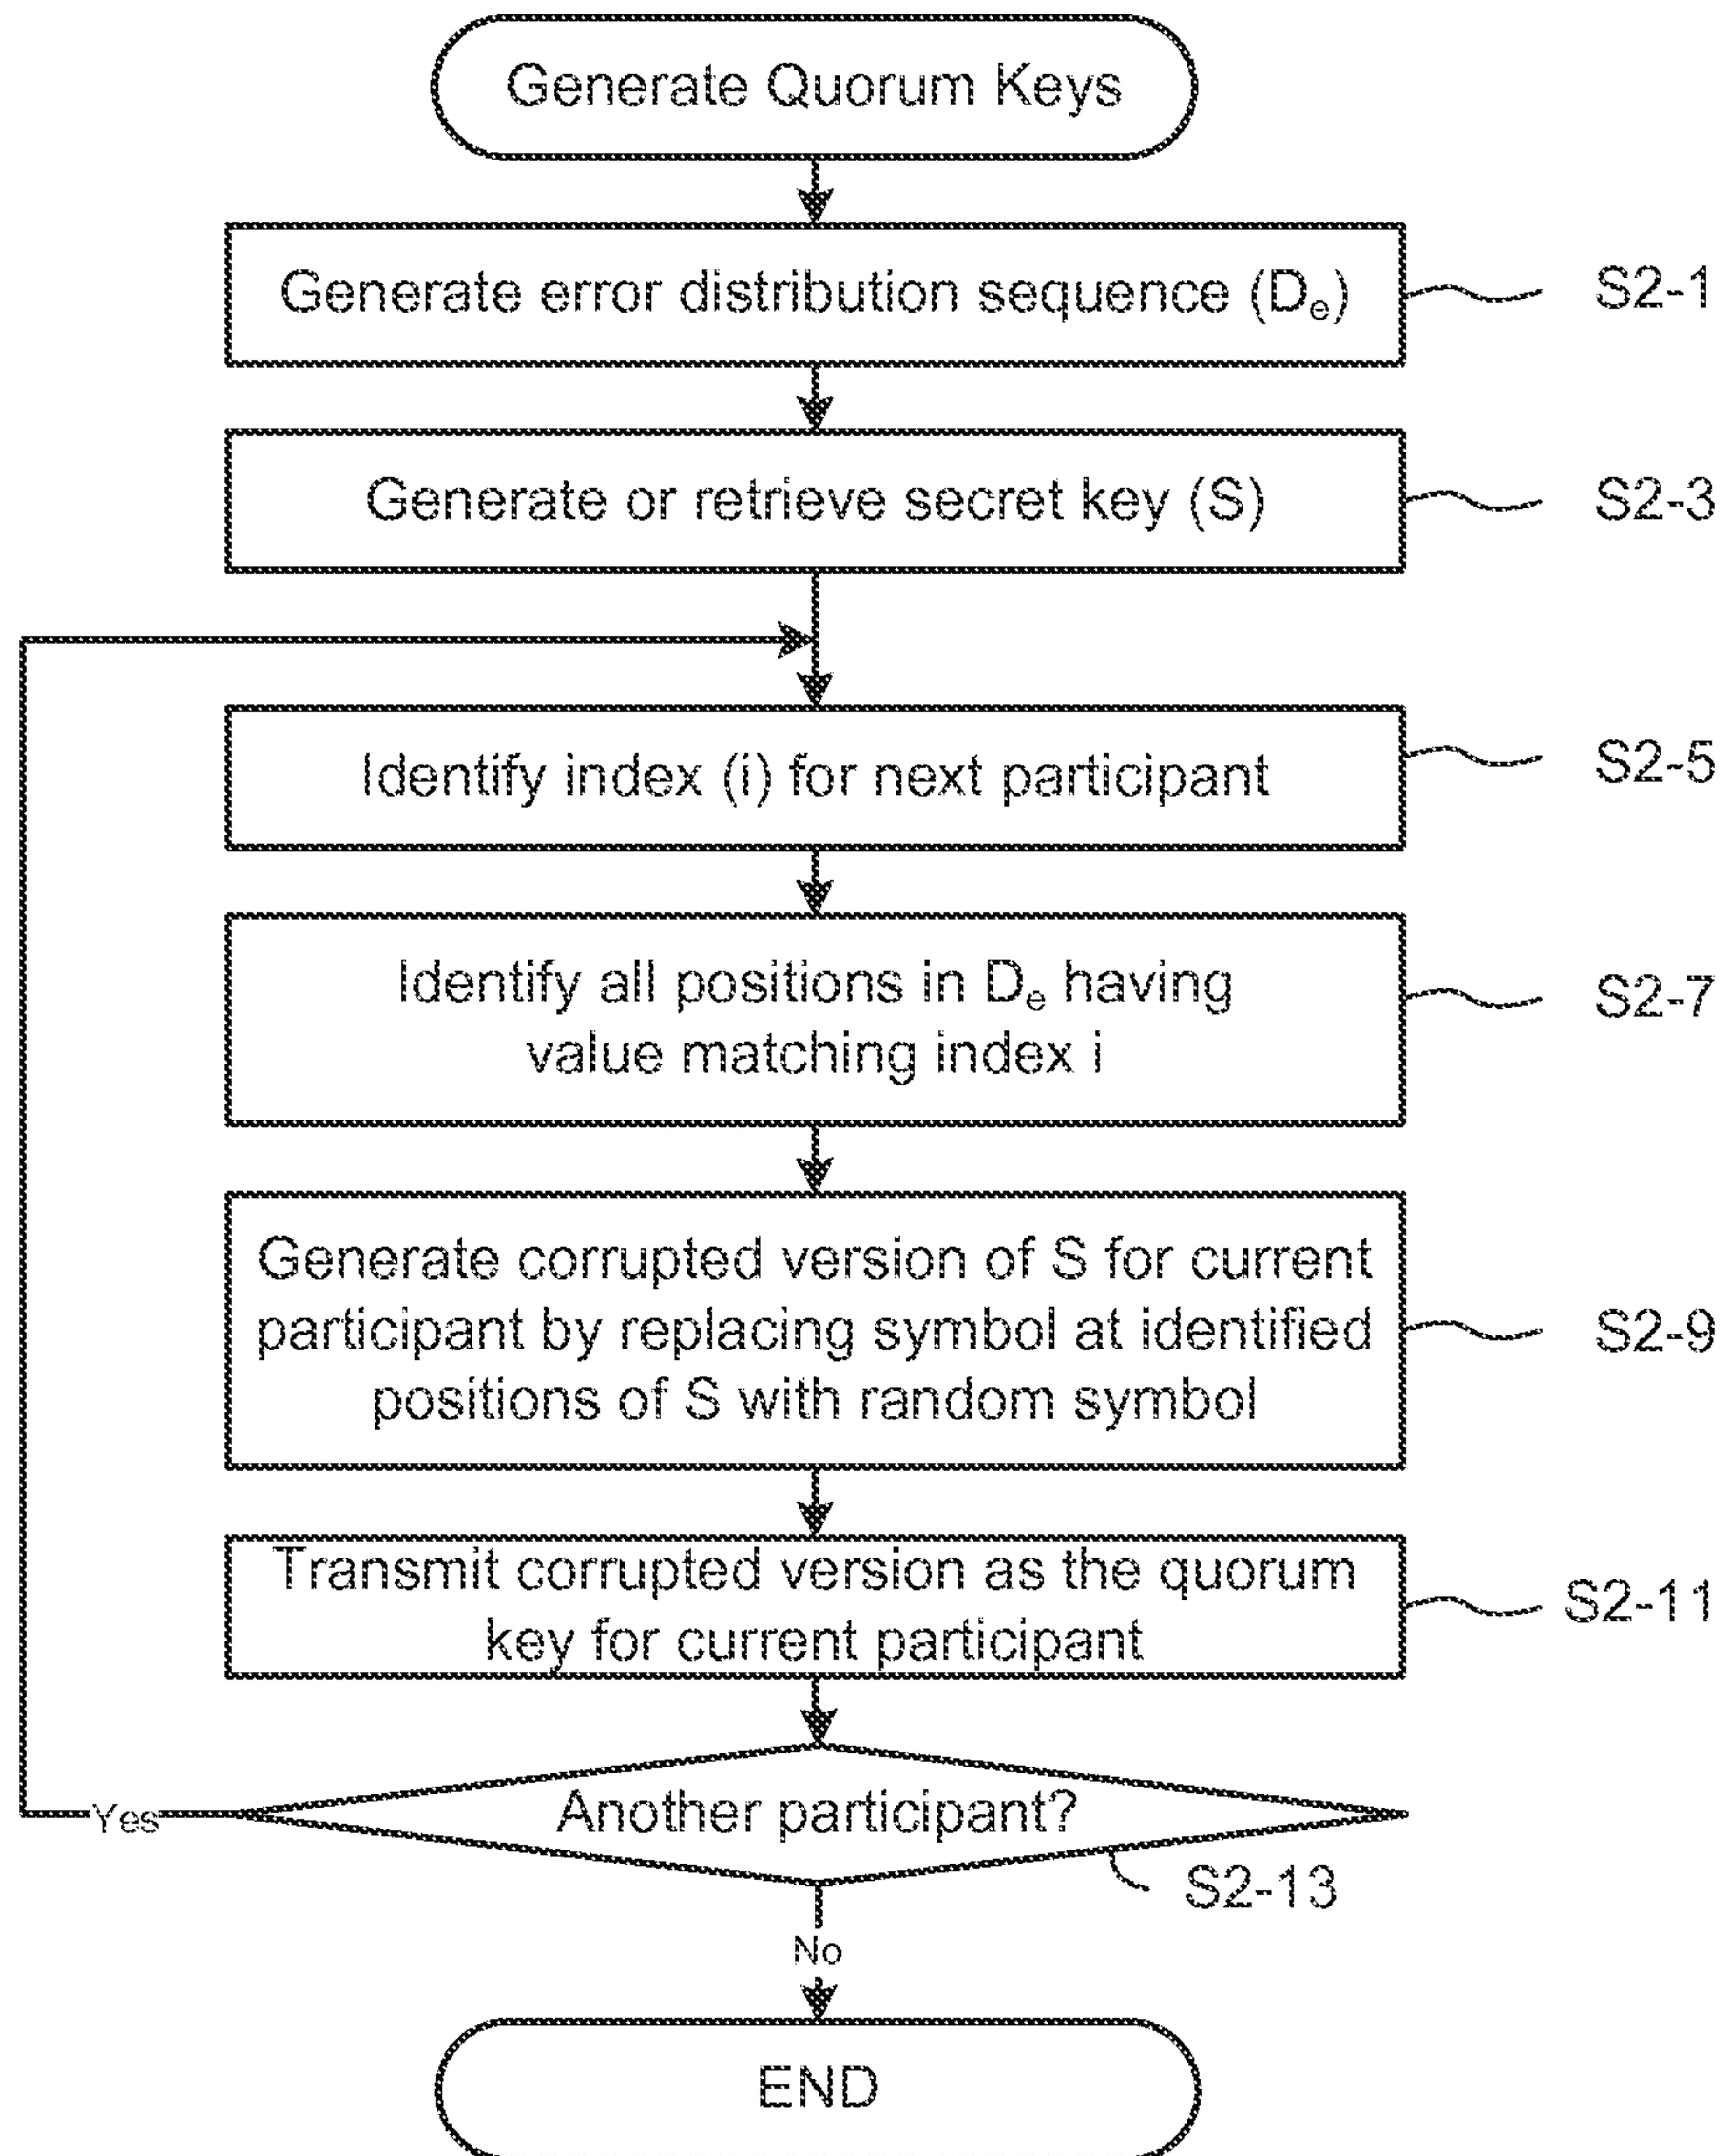 Generate Quorum Keys
Generate error distribution sequence (Dₑ)
S2-1
Generate or retrieve secret key (S)
S2-3
Identify index (i) for next participant
S2-5
Identify all positions in Dₑ having
value matching index i
S2-7
Generate corrupted version of S for current
participant by replacing symbol at identified
positions of S with random symbol
S2-9
Transmit corrupted version as the quorum
key for current participant
S2-11
Another participant?
Yes
S2-13
No
END